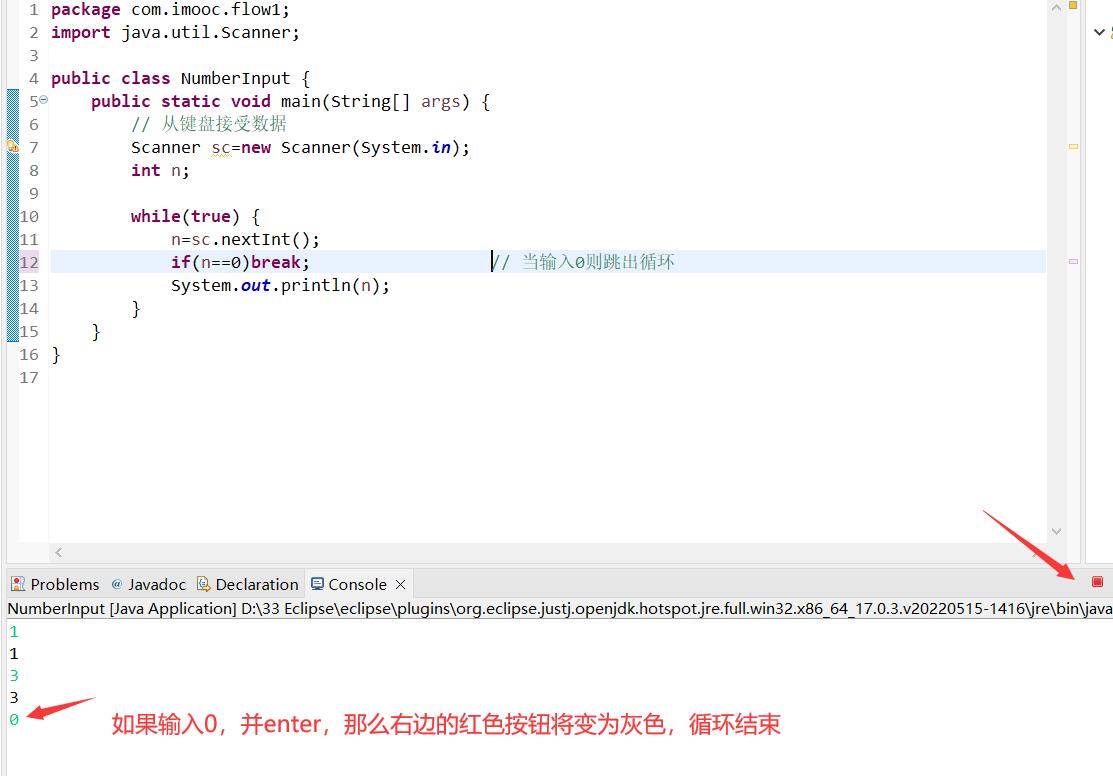 1 package com.imooc.flow1;
2 import java.util.Scanner;
3
4 public class NumberInput {
5 public static void main(String[] args) {
6 // 从键盘接受数据
7 Scanner sc=new Scanner(System.in);
8 int n;
9
10 while(true) {
11 n=sc.nextInt();
12 if(n==0)break; // 当输入0则跳出循环
13 System.out.println(n);
14 }
15 }
16 }
17
Problems Javadoc Declaration Console
NumberInput [Java Application] D:\33 Eclipse\eclipse\plugins\org.eclipse.justj.openjdk.hotspot.jre.full.win32.x86_64_17.0.3.v20220515-1416\jre\bin\java
1
1
3
3
0
如果输入0，并enter，那么右边的红色按钮将变为灰色，循环结束